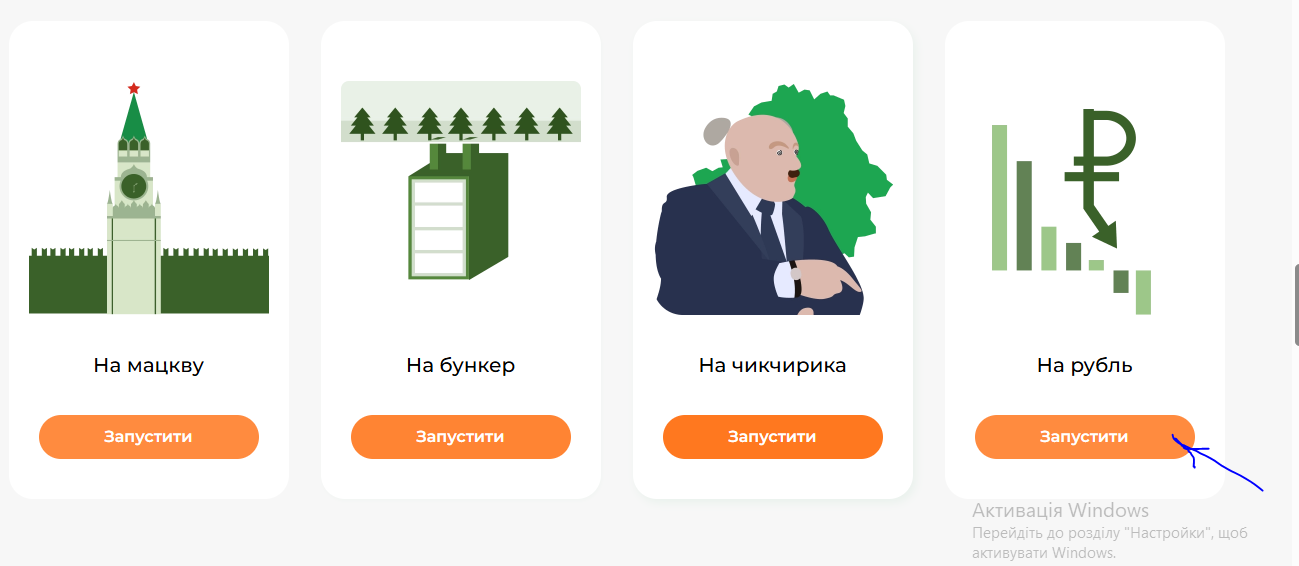 На мацкву
На бункер
На чикчирика
На рубль
Запустити
Запустити
Запустити
Запустити
Активація Windows
Перейдіть до розділу "Настройки", щоб
активувати Windows.